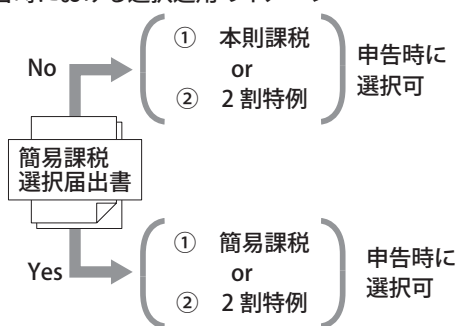 No
① 本則課税
or
② 2割特例
申告時に
選択可
簡易課税
選択届出書
Yes
① 簡易課税
or
② 2割特例
申告時に
選択可